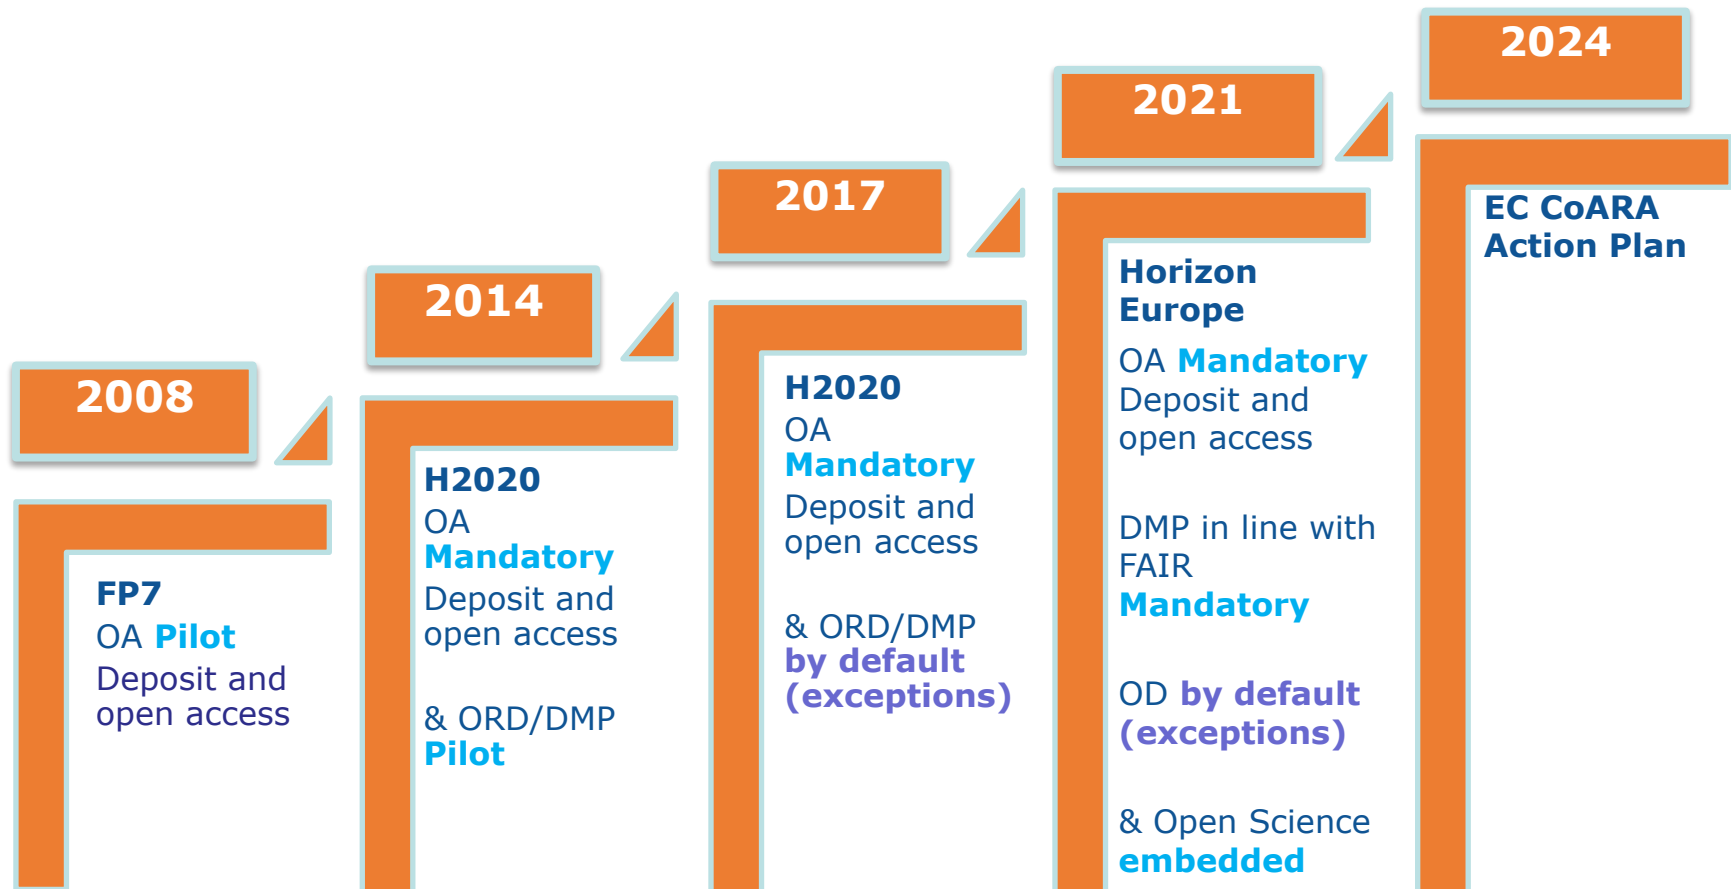 2008
FP7
OA Pilot
Deposit and
open access
2014
H2020
OA
Mandatory
Deposit and
open access
& ORD/DMP
Pilot
2017
H2020
OA
Mandatory
Deposit and
open access
& ORD/DMP
by default
(exceptions)
2021
Horizon
Europe
OA Mandatory
Deposit and
open access
DMP in line with
FAIR
Mandatory
OD by default
(exceptions)
& Open Science
embedded
2024
EC CoARA
Action Plan